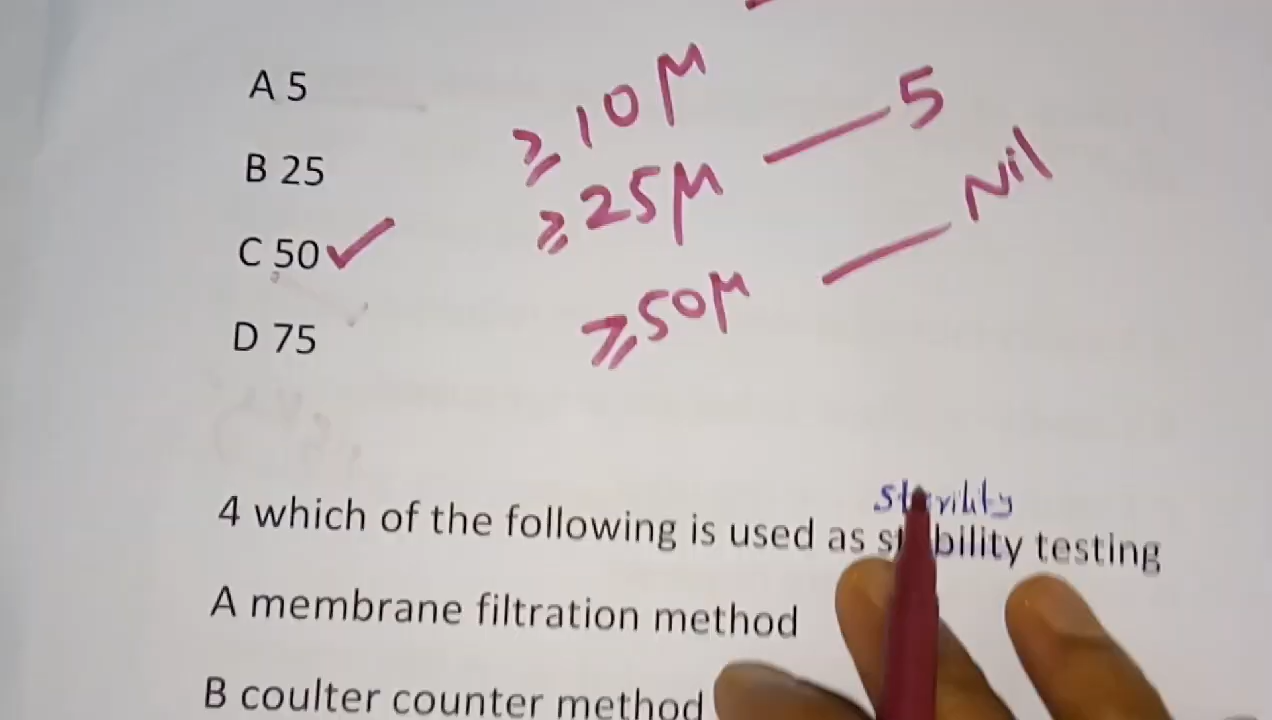 A 5
B 25
C 50
D 75
≥10µ
≥25µ — 5
≥50µ — Nil
sterility
4 which of the following is used as stability testing
A membrane filtration method
B coulter counter method